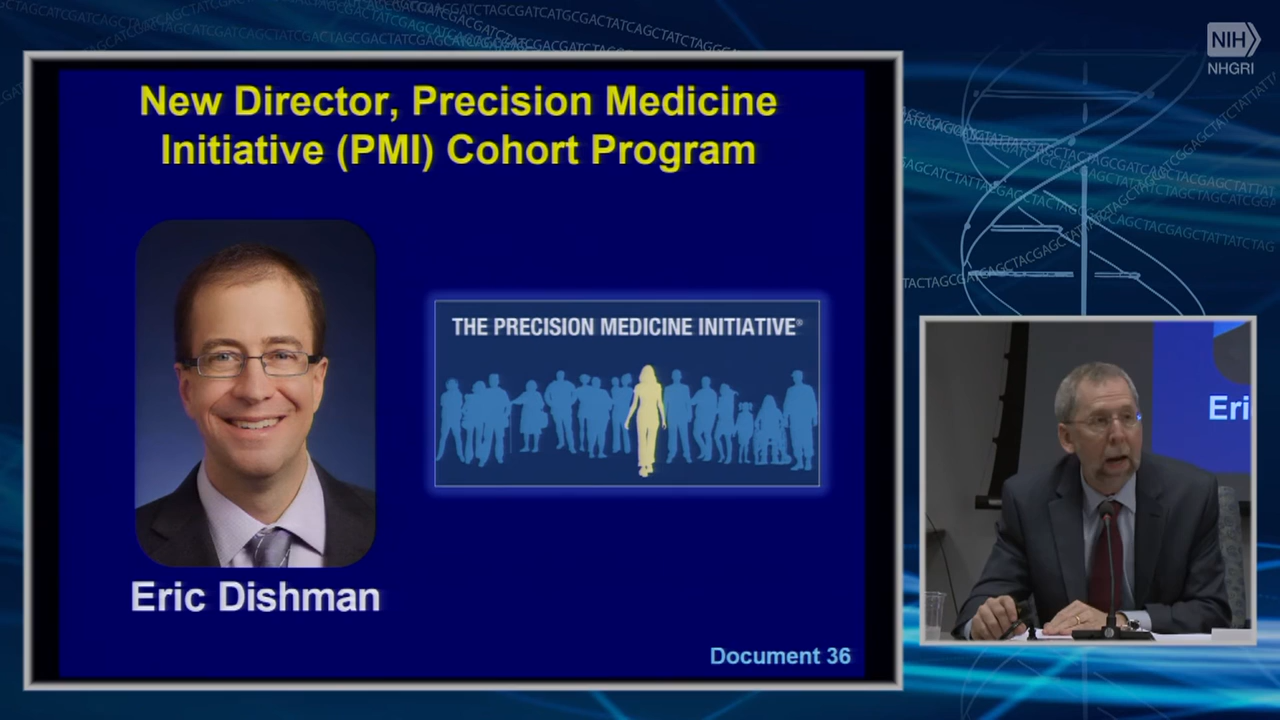 New Director, Precision Medicine
Initiative (PMI) Cohort Program
THE PRECISION MEDICINE INITIATIVE®
Eric Dishman
Document 36
NIH
NHGRI
Eri